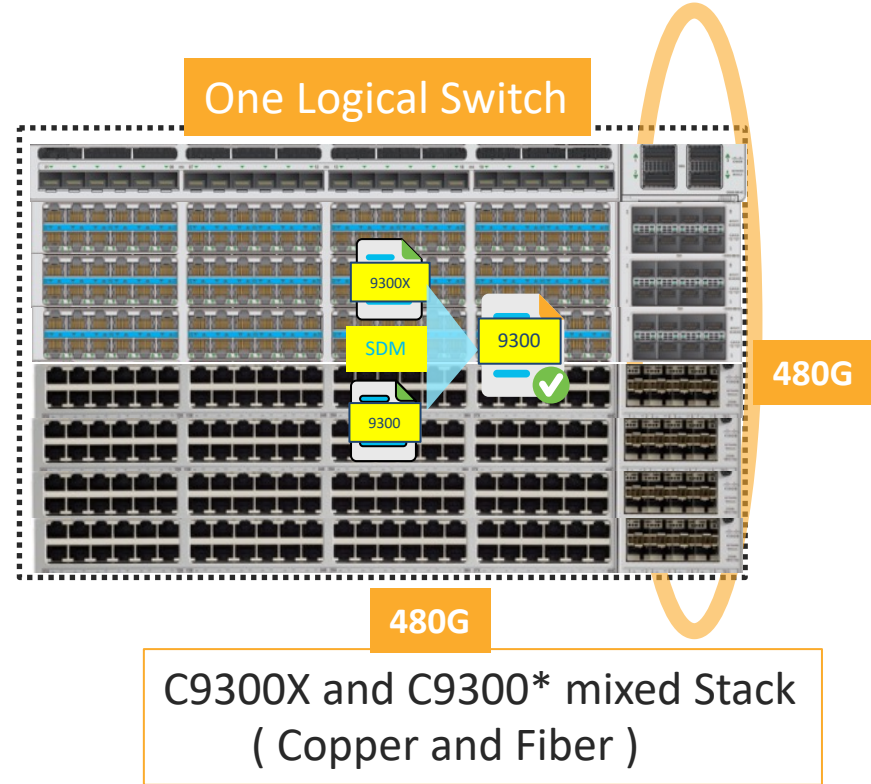 One Logical Switch
9300X
SDM
9300
9300
480G
480G
C9300X and C9300* mixed Stack
( Copper and Fiber )